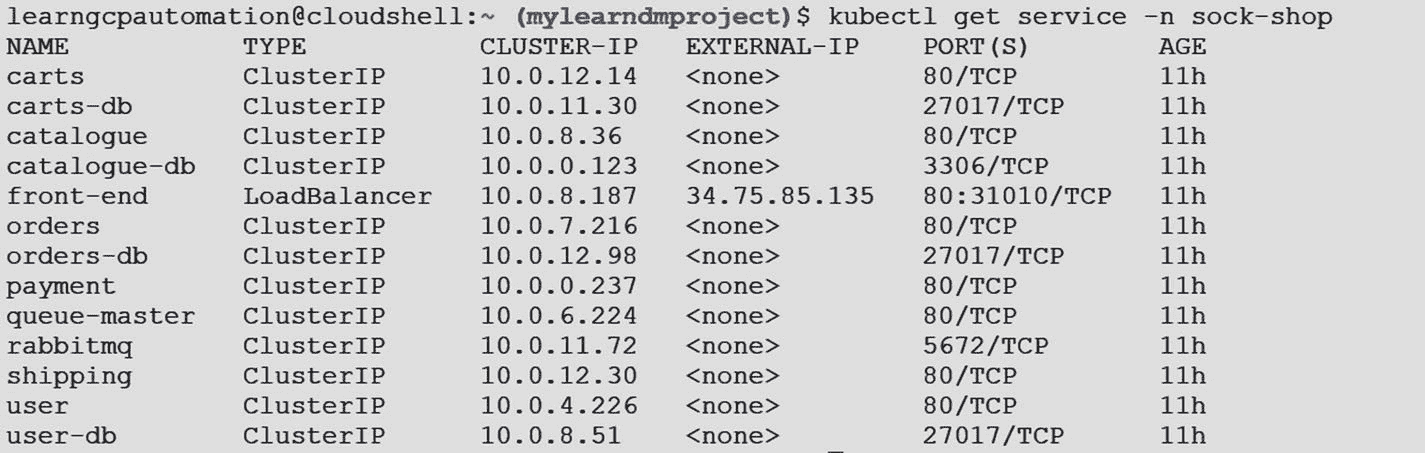 learngcpautomation@cloudshell:~ (mylearndmproject)$ kubectl get service -n sock-shop
NAME TYPE CLUSTER-IP EXTERNAL-IP PORT(S) AGE
carts ClusterIP 10.0.12.14 <none> 80/TCP 11h
carts-db ClusterIP 10.0.11.30 <none> 27017/TCP 11h
catalogue ClusterIP 10.0.8.36 <none> 80/TCP 11h
catalogue-db ClusterIP 10.0.0.123 <none> 3306/TCP 11h
front-end LoadBalancer 10.0.8.187 34.75.85.135 80:31010/TCP 11h
orders ClusterIP 10.0.7.216 <none> 80/TCP 11h
orders-db ClusterIP 10.0.12.98 <none> 27017/TCP 11h
payment ClusterIP 10.0.0.237 <none> 80/TCP 11h
queue-master ClusterIP 10.0.6.224 <none> 80/TCP 11h
rabbitmq ClusterIP 10.0.11.72 <none> 5672/TCP 11h
shipping ClusterIP 10.0.12.30 <none> 80/TCP 11h
user ClusterIP 10.0.4.226 <none> 80/TCP 11h
user-db ClusterIP 10.0.8.51 <none> 27017/TCP 11h